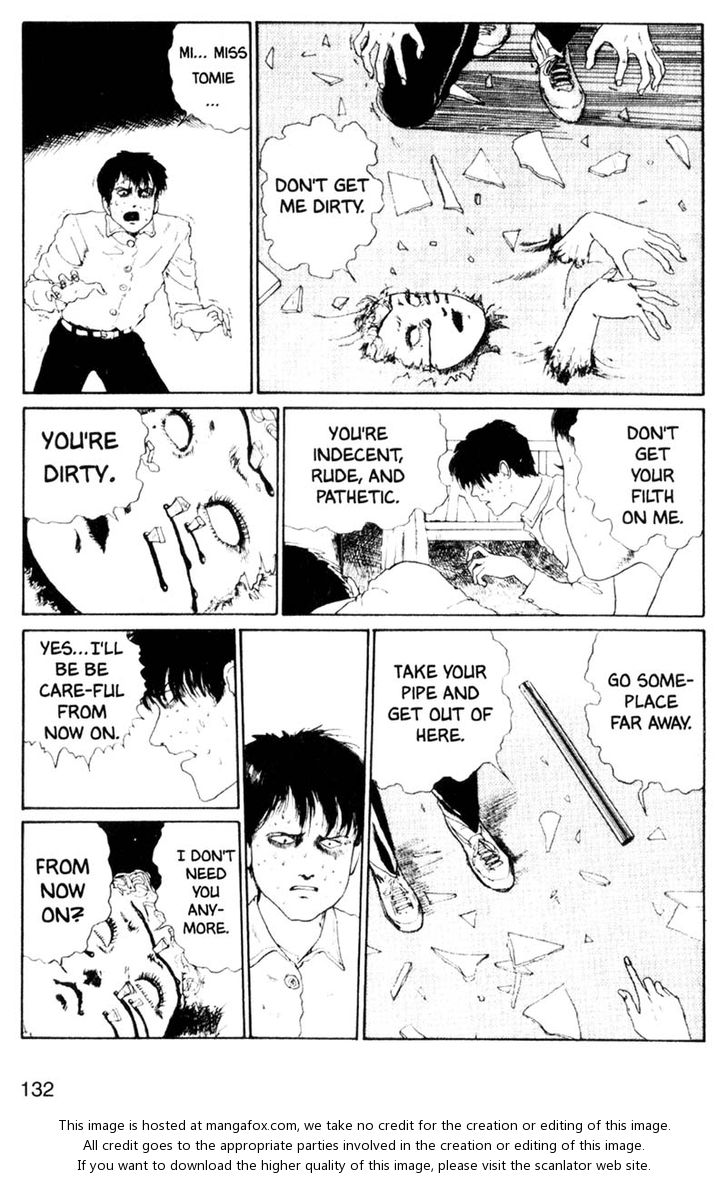 MI... MISS
TOMIE
...
DON'T GET
ME DIRTY.
YOU'RE
DIRTY.
DON'T
GET
YOUR
FILTH
ON ME.
YOU'RE
INDECENT,
RUDE, AND
PATHETIC.
YES...I'LL
BE BE
CARE-FUL
FROM
NOW ON.
FROM
NOW
ON?
I DON'T
NEED
YOU
ANY-
MORE.
GO SOME-
PLACE
FAR AWAY.
TAKE YOUR
PIPE AND
GET OUT OF
HERE.
132
This image is hosted at mangafox.com, we take no credit for the creation or editing of this image.
All credit goes to the appropriate parties involved in the creation or editing of this image.
If you want to download the higher quality of this image, please visit the scanlator web site.